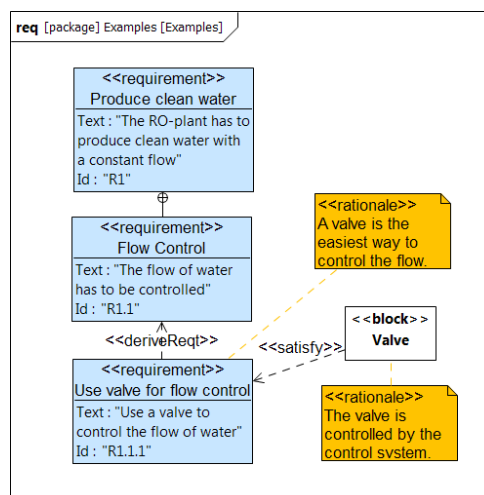 req [package] Examples [Examples]
<<requirement>>
Produce clean water
Text : "The RO-plant has to
produce clean water with
a constant flow"
Id : "R1"
<<requirement>>
Flow Control
Text : "The flow of water
has to be controlled"
Id : "R1.1"
<<rationale>>
A valve is the
easiest way to
control the flow.
<<deriveReqt>>
<<satisfy>>
<<block>>
Valve
<<requirement>>
Use valve for flow control
Text : "Use a valve to
control the flow of water"
Id : "R1.1.1"
<<rationale>>
The valve is
controlled by the
control system.